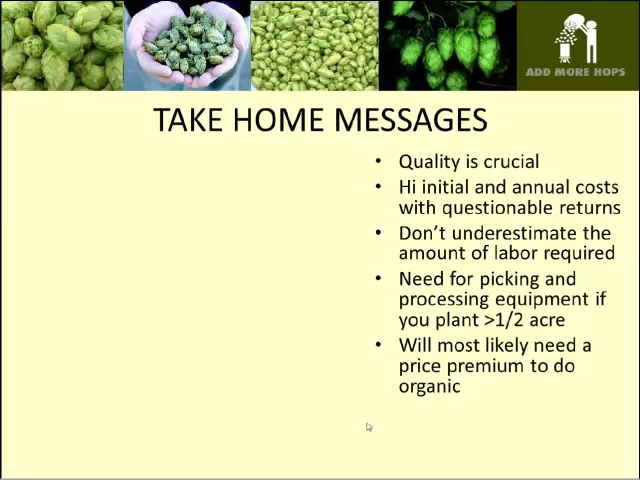 ADD MORE HOPS
TAKE HOME MESSAGES
• Quality is crucial
• Hi initial and annual costs
with questionable returns
• Don't underestimate the
amount of labor required
• Need for picking and
processing equipment if
you plant >1/2 acre
• Will most likely need a
price premium to do
organic